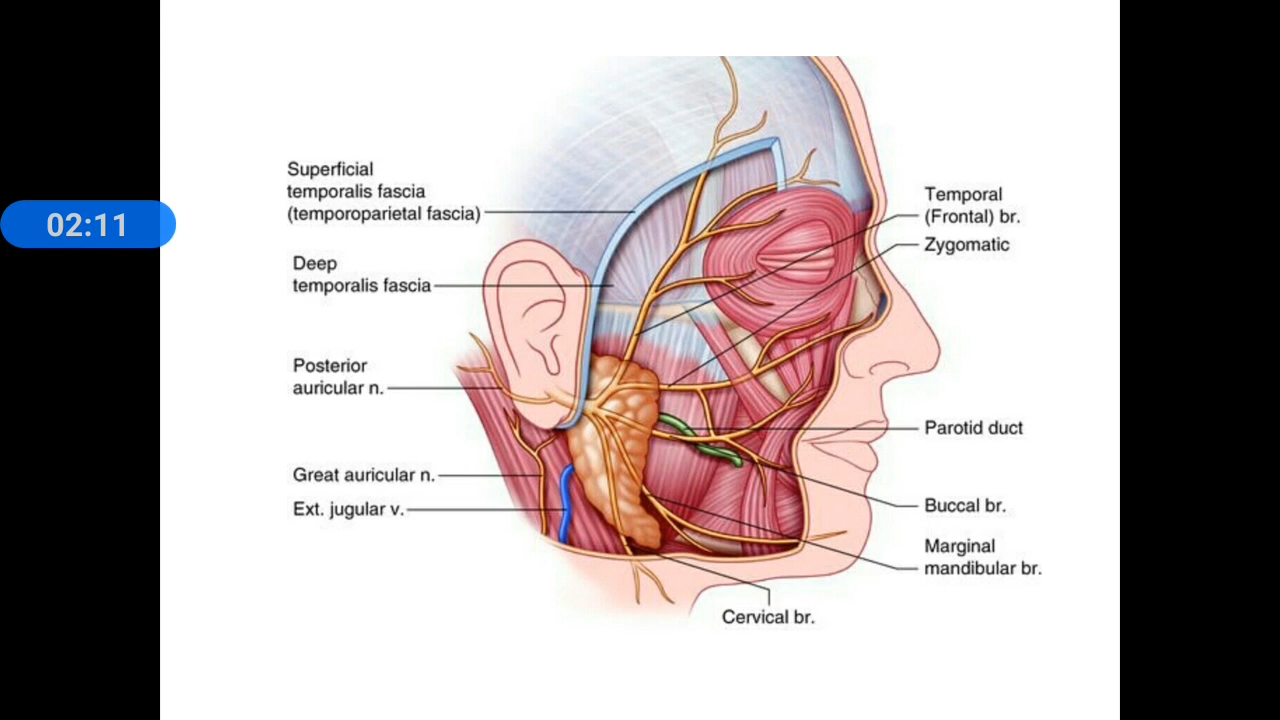 Superficial
temporalis fascia
(temporoparietal fascia)
02:11
Deep
temporalis fascia
Posterior
auricular n.
Great auricular n.
Ext. jugular v.
Temporal
(Frontal) br.
Zygomatic
Parotid duct
Buccal br.
Marginal
mandibular br.
Cervical br.